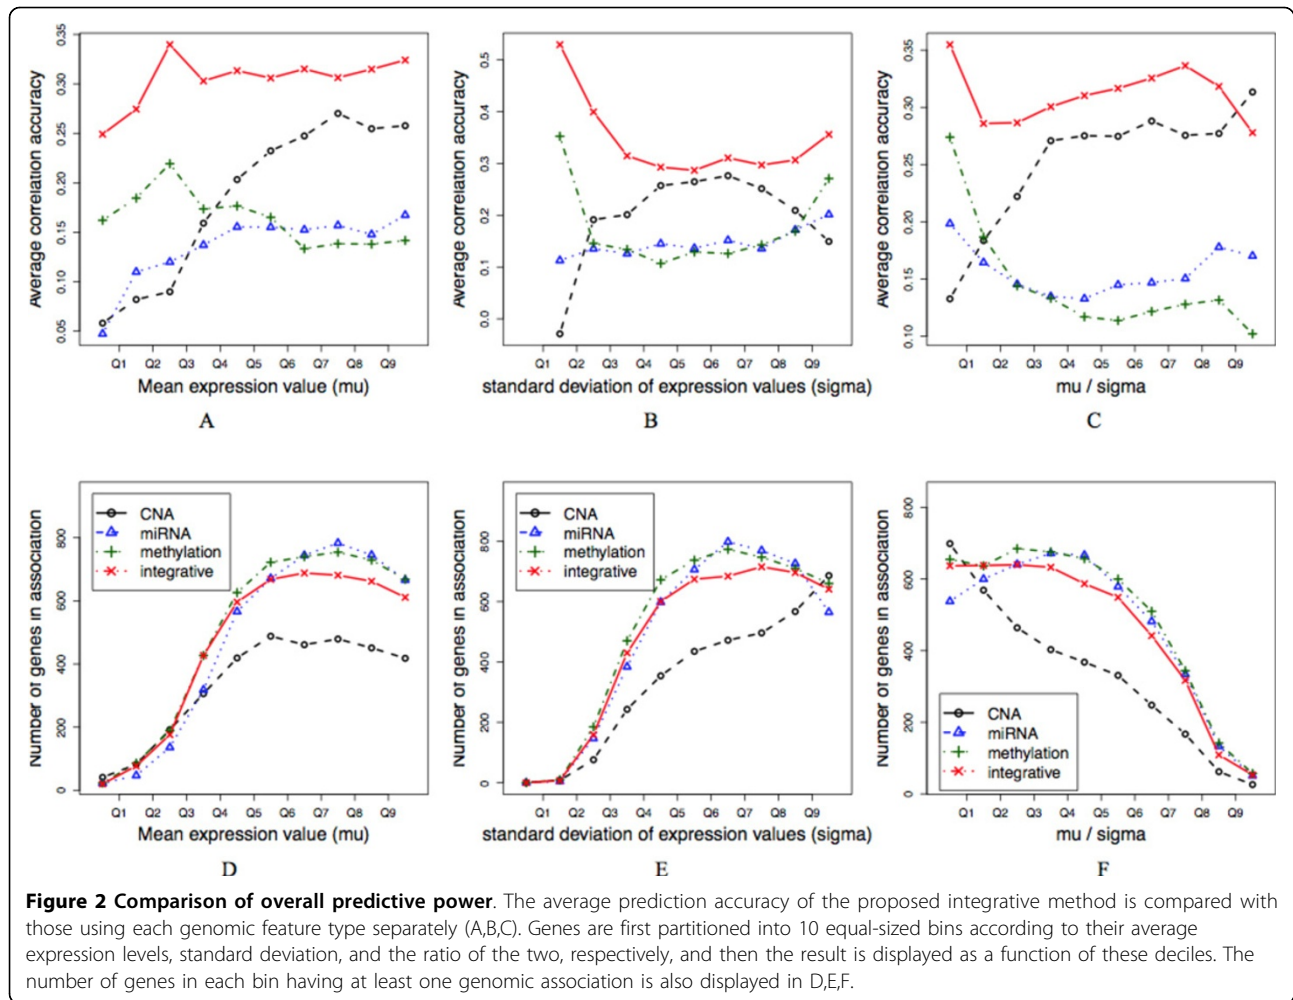 Average correlation accuracy
0.35
0.30
0.25
0.20
0.15
0.10
0.05
Q1 Q2 Q3 Q4 Q5 Q6 Q7 Q8 Q9
Mean expression value (mu)
A
Average correlation accuracy
0.5
0.4
0.3
0.2
0.1
0.0
Q1 Q2 Q3 Q4 Q5 Q6 Q7 Q8 Q9
standard deviation of expression values (sigma)
B
Average correlation accuracy
0.35
0.30
0.25
0.20
0.15
0.10
Q1 Q2 Q3 Q4 Q5 Q6 Q7 Q8 Q9
mu / sigma
C
Number of genes in association
800
600
400
200
0
CNA
miRNA
methylation
integrative
Q1 Q2 Q3 Q4 Q5 Q6 Q7 Q8 Q9
Mean expression value (mu)
D
Number of genes in association
800
600
400
200
0
CNA
miRNA
methylation
integrative
Q1 Q2 Q3 Q4 Q5 Q6 Q7 Q8 Q9
standard deviation of expression values (sigma)
E
Number of genes in association
800
600
400
200
0
CNA
miRNA
methylation
integrative
Q1 Q2 Q3 Q4 Q5 Q6 Q7 Q8 Q9
mu / sigma
F
Figure 2 Comparison of overall predictive power. The average prediction accuracy of the proposed integrative method is compared with
those using each genomic feature type separately (A,B,C). Genes are first partitioned into 10 equal-sized bins according to their average
expression levels, standard deviation, and the ratio of the two, respectively, and then the result is displayed as a function of these deciles. The
number of genes in each bin having at least one genomic association is also displayed in D,E,F.